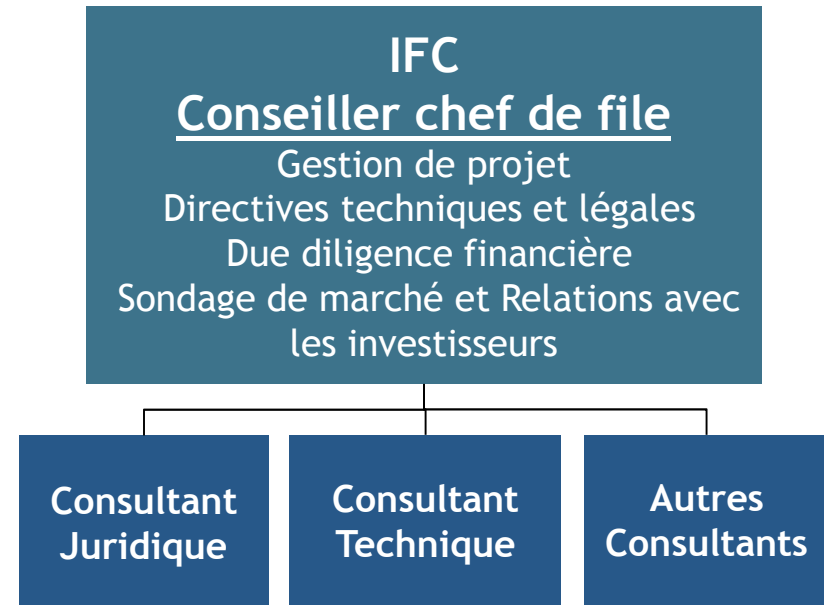 IFC
Conseiller chef de file
Gestion de projet
Directives techniques et légales
Due diligence financière
Sondage de marché et Relations avec
les investisseurs
Consultant
Juridique
Consultant
Technique
Autres
Consultants